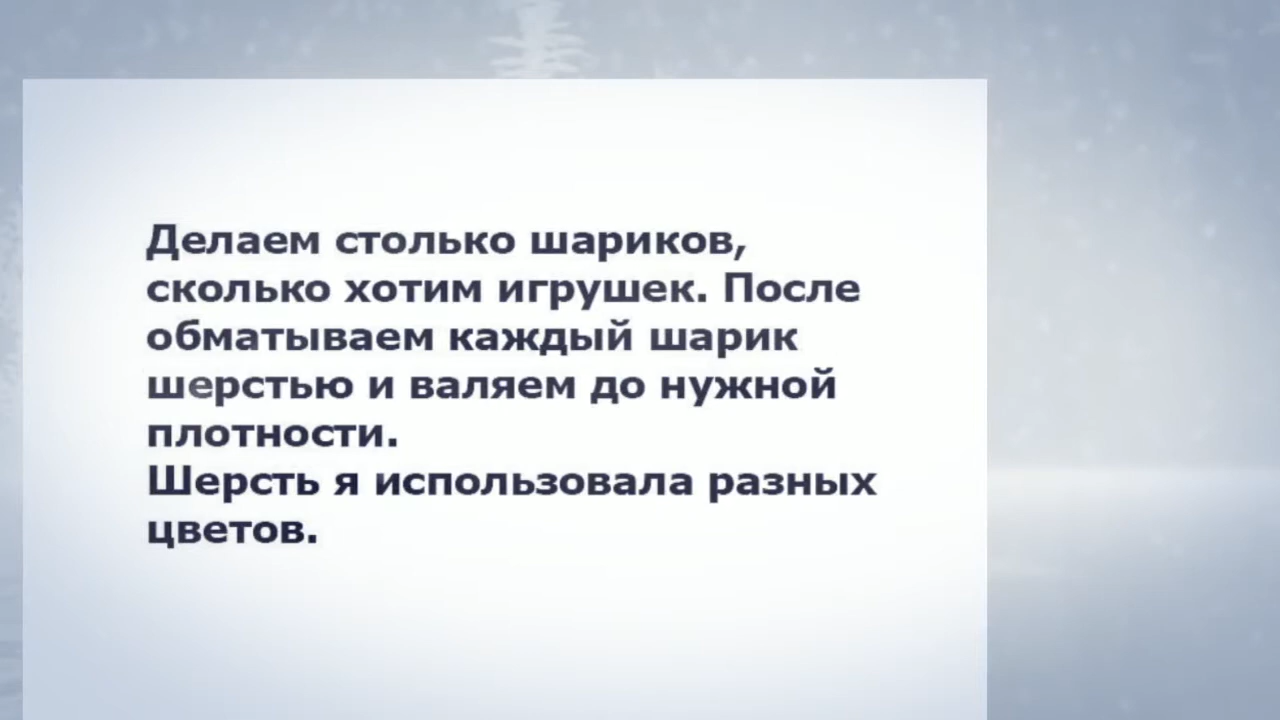 Делаем столько шариков,
сколько хотим игрушек. После
обматываем каждый шарик
шерстью и валяем до нужной
плотности.
Шерсть я использовала разных
цветов.